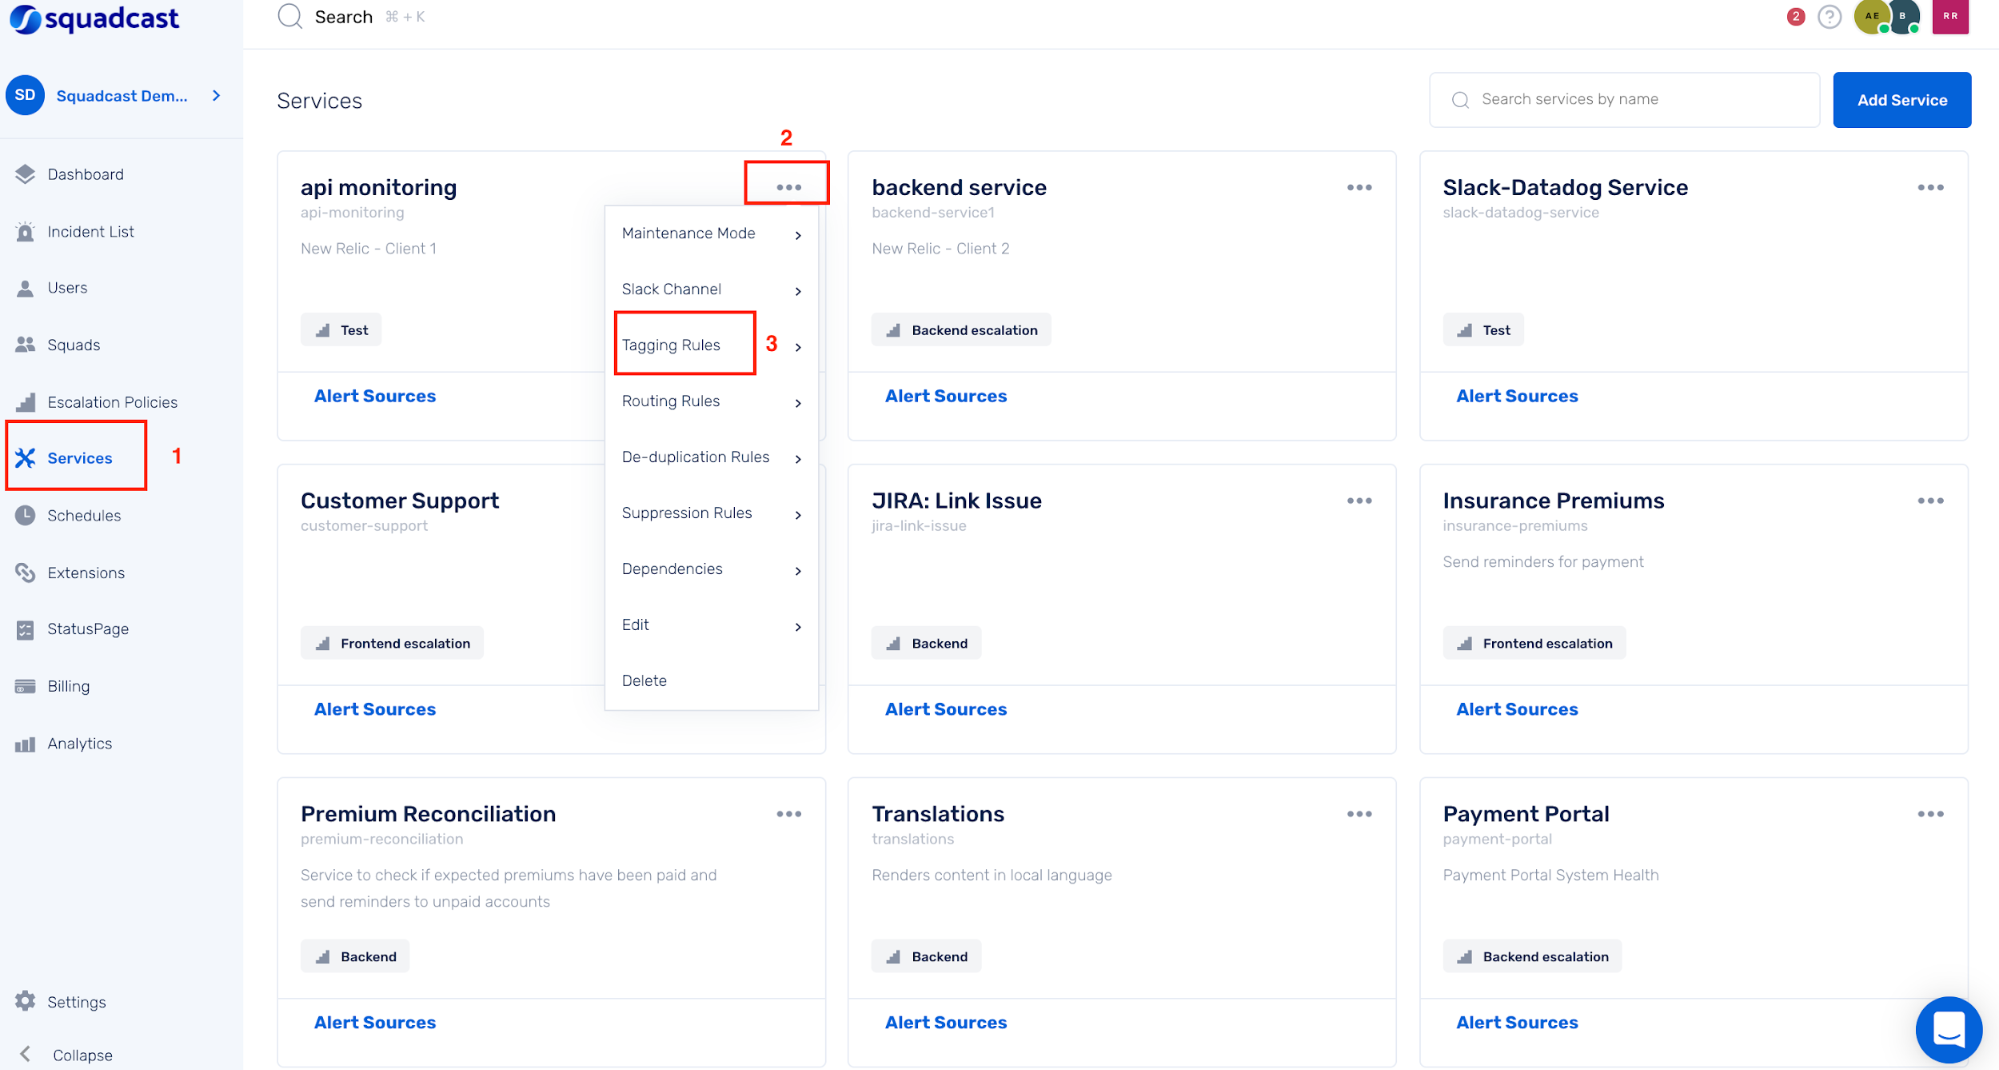 squadcast
Search ⌘ + K
2
?
AE
B
RR
SD
Squadcast Dem...
Dashboard
Incident List
Users
Squads
Escalation Policies
Services
1
Schedules
Extensions
StatusPage
Billing
Analytics
Settings
Collapse
Services
Search services by name
Add Service
2
api monitoring
api-monitoring
New Relic - Client 1
Test
Alert Sources
Maintenance Mode
Slack Channel
Tagging Rules
3
Routing Rules
De-duplication Rules
Suppression Rules
Dependencies
Edit
Delete
backend service
backend-service1
New Relic - Client 2
Backend escalation
Alert Sources
Slack-Datadog Service
slack-datadog-service
Test
Alert Sources
Customer Support
customer-support
Frontend escalation
Alert Sources
JIRA: Link Issue
jira-link-issue
Backend
Alert Sources
Insurance Premiums
insurance-premiums
Send reminders for payment
Frontend escalation
Alert Sources
Premium Reconciliation
premium-reconciliation
Service to check if expected premiums have been paid and
send reminders to unpaid accounts
Backend
Alert Sources
Translations
translations
Renders content in local language
Backend
Alert Sources
Payment Portal
payment-portal
Payment Portal System Health
Backend escalation
Alert Sources